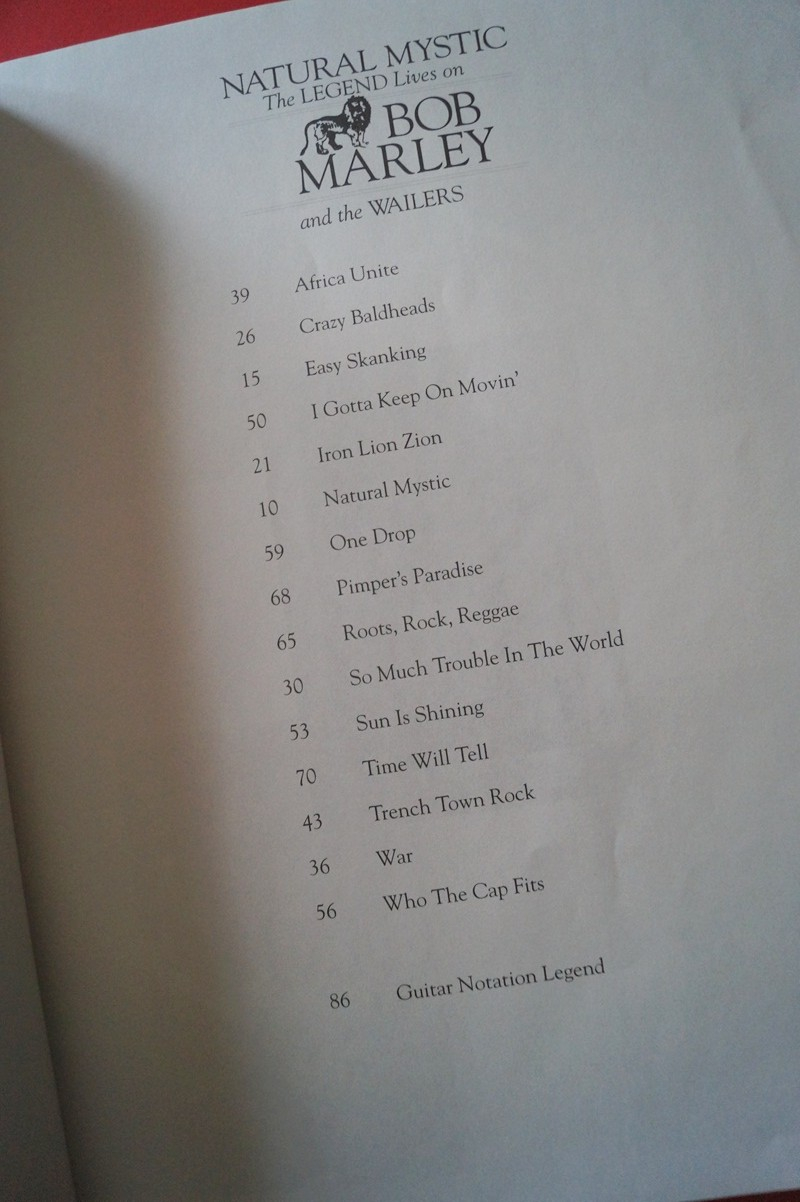 NATURAL MYSTIC
The LEGEND Lives on
BOB
MARLEY
and the WAILERS
39 Africa Unite
26 Crazy Baldheads
15 Easy Skanking
50 I Gotta Keep On Movin'
21 Iron Lion Zion
10 Natural Mystic
59 One Drop
68 Pimper's Paradise
65 Roots, Rock, Reggae
30 So Much Trouble In The World
53 Sun Is Shining
70 Time Will Tell
43 Trench Town Rock
36 War
56 Who The Cap Fits
86 Guitar Notation Legend